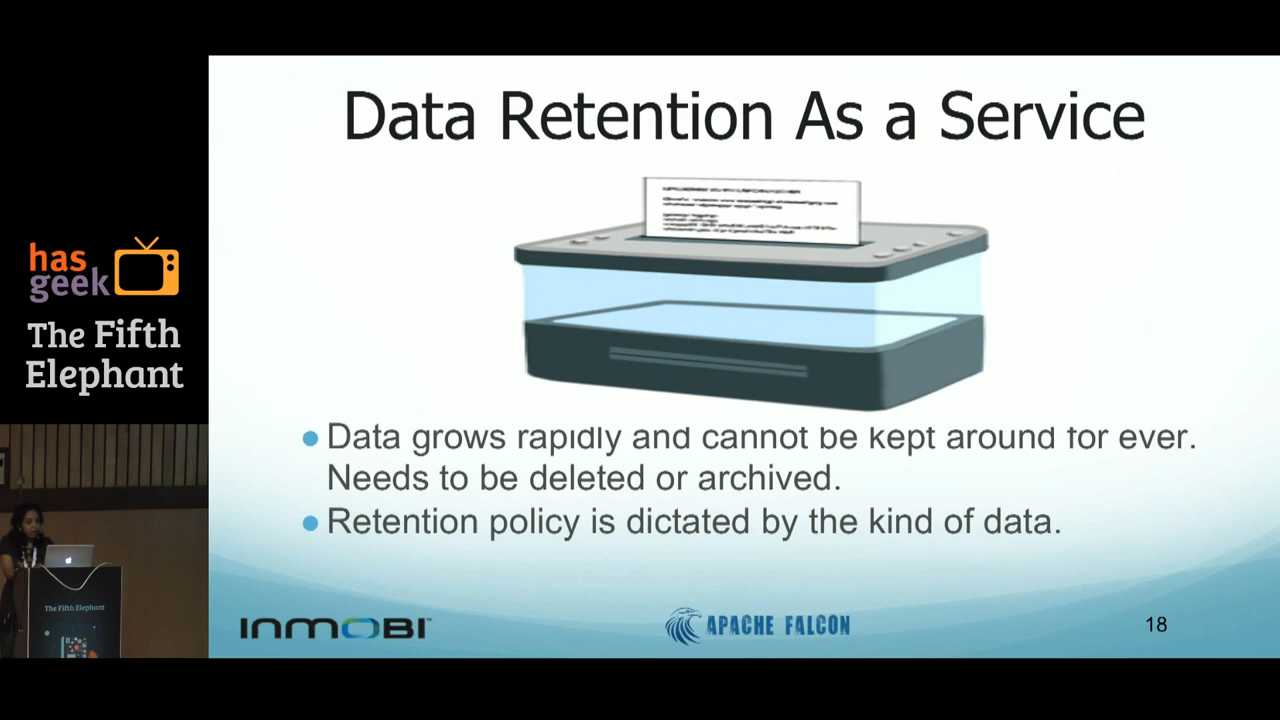 Data Retention As a Service
has
geek
The Fifth
Elephant
● Data grows rapidly and cannot be kept around for ever.
Needs to be deleted or archived.
● Retention policy is dictated by the kind of data.
The Fifth Elephant
INMOBI™
APACHE FALCON
18